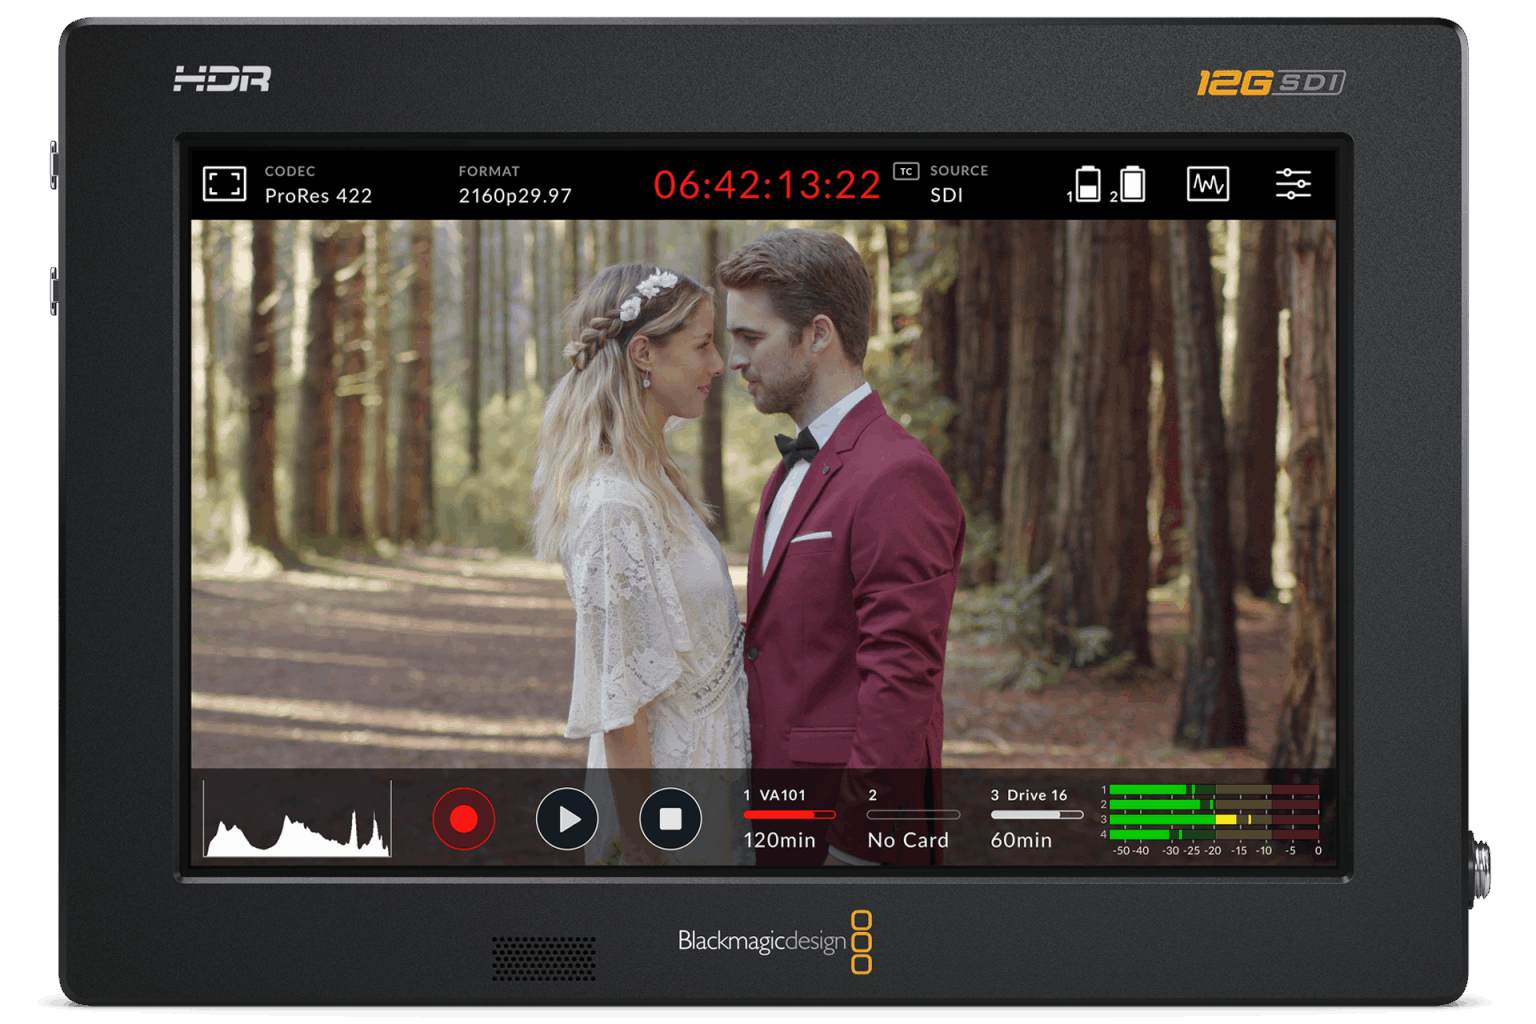 HDR
12G SDI
CODEC
ProRes 422
FORMAT
2160p29.97
06:42:13:22
TC
SOURCE
SDI
1
2
1 VA101
120min
2
No Card
3 Drive 16
60min
1
2
3
4
-50 -40 -30 -25 -20 -15 -10 -5 0
Blackmagicdesign